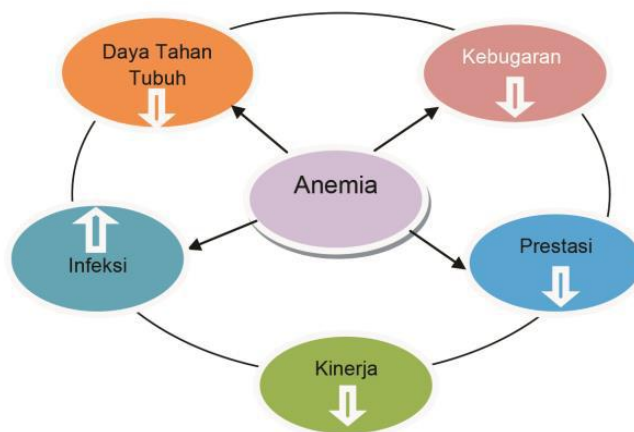 Daya Tahan
Tubuh
Kebugaran
Anemia
Infeksi
Prestasi
Kinerja